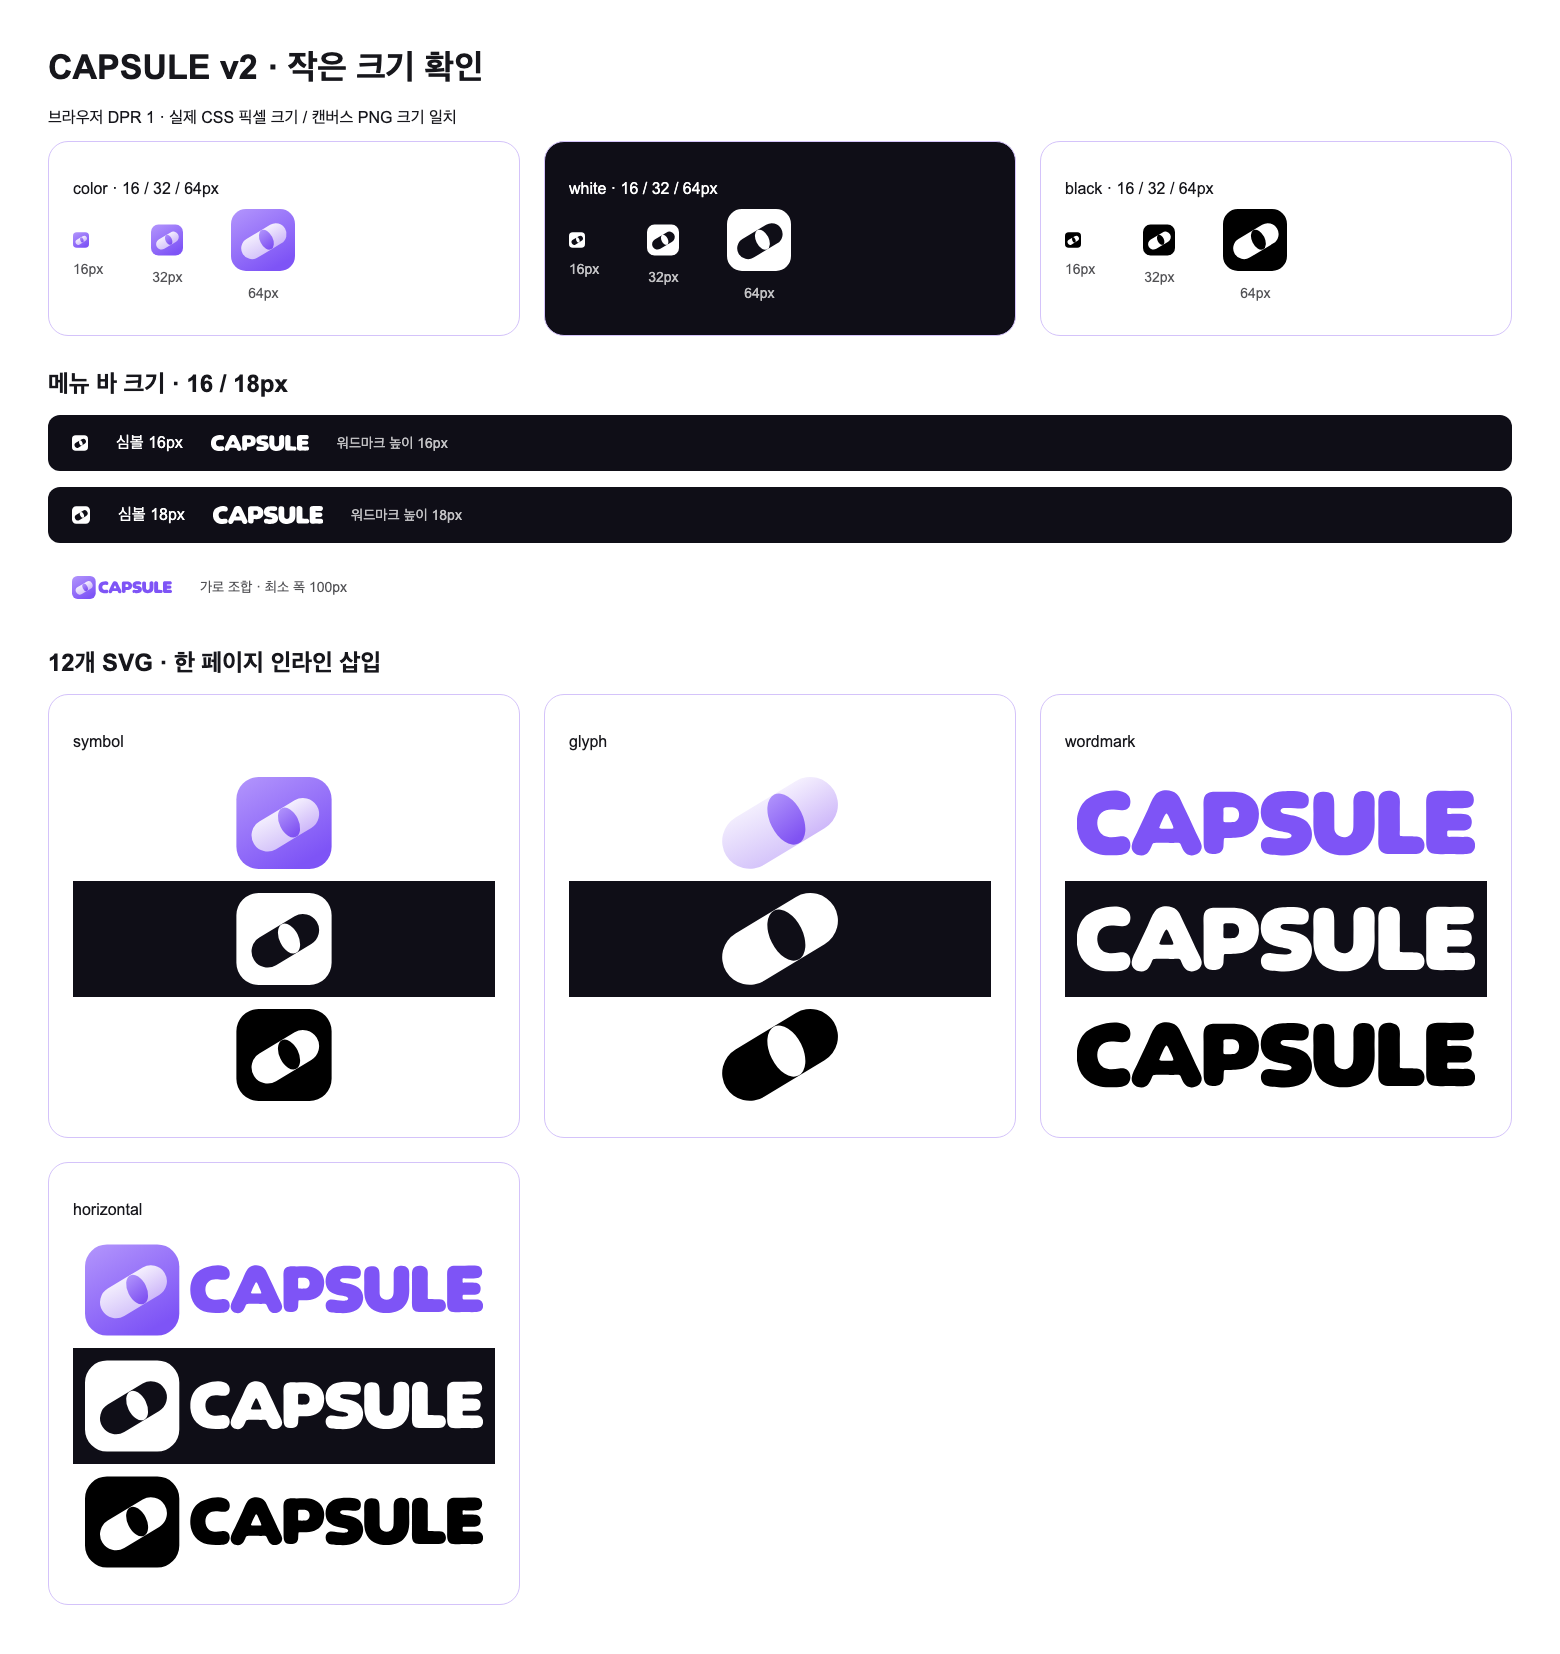 CAPSULE v2 · 작은 크기 확인
브라우저 DPR 1 · 실제 CSS 픽셀 크기 / 캔버스 PNG 크기 일치
color · 16 / 32 / 64px
16px
32px
64px
white · 16 / 32 / 64px
16px
32px
64px
black · 16 / 32 / 64px
16px
32px
64px
메뉴 바 크기 · 16 / 18px
심볼 16px CAPSULE 워드마크 높이 16px
심볼 18px CAPSULE 워드마크 높이 18px
CAPSULE 가로 조합 · 최소 폭 100px
12개 SVG · 한 페이지 인라인 삽입
symbol
glyph
wordmark
CAPSULE
CAPSULE
CAPSULE
horizontal
CAPSULE
CAPSULE
CAPSULE